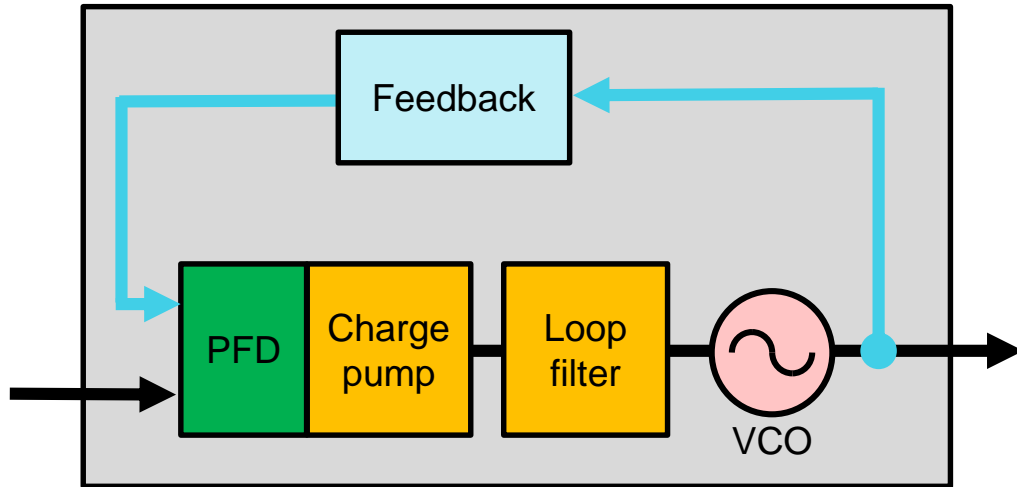 Feedback
PFD
Charge
pump
Loop
filter
VCO